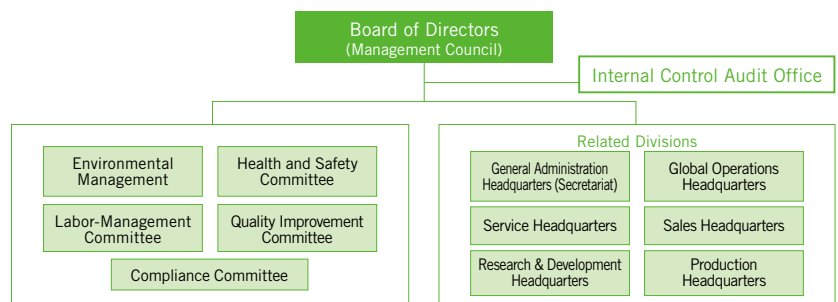 Board of Directors
(Management Council)
Internal Control Audit Office
Environmental
Management
Health and Safety
Committee
Labor-Management
Committee
Quality Improvement
Committee
Compliance Committee
Related Divisions
General Administration
Headquarters (Secretariat)
Global Operations
Headquarters
Service Headquarters
Sales Headquarters
Research & Development
Headquarters
Production
Headquarters